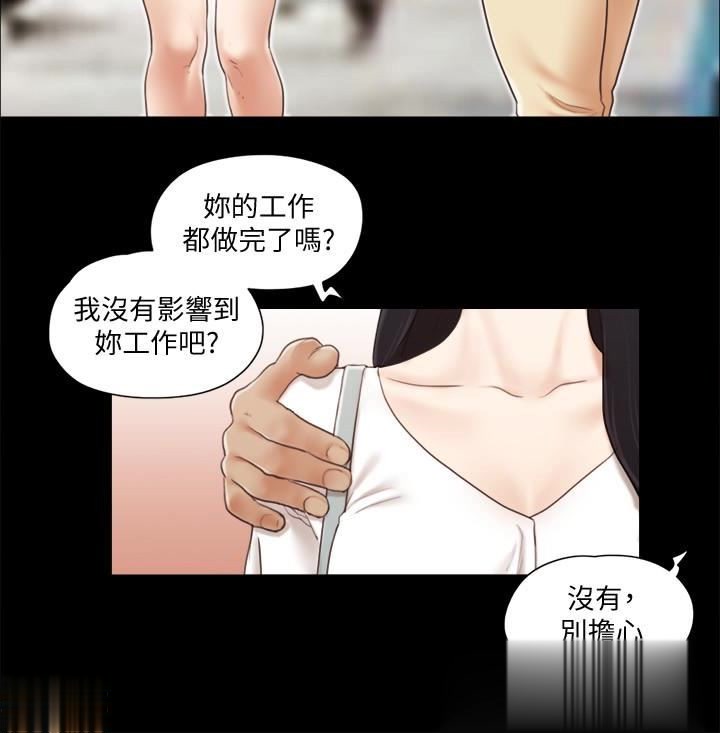 妳的工作
都做完了嗎?
我沒有影響到
妳工作吧?
沒有，
別擔心